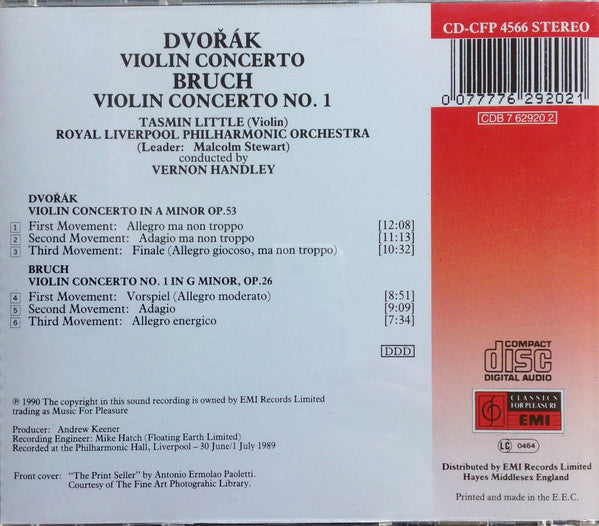 DVOŘÁK
VIOLIN CONCERTO
BRUCH
VIOLIN CONCERTO NO. 1
TASMIN LITTLE (Violin)
ROYAL LIVERPOOL PHILHARMONIC ORCHESTRA
(Leader: Malcolm Stewart)
conducted by
VERNON HANDLEY
DVOŘÁK
VIOLIN CONCERTO IN A MINOR OP.53
1 First Movement: Allegro ma non troppo [12:08]
2 Second Movement: Adagio ma non troppo [11:13]
3 Third Movement: Finale (Allegro giocoso, ma non troppo) [10:32]
BRUCH
VIOLIN CONCERTO NO. 1 IN G MINOR, OP.26
4 First Movement: Vorspiel (Allegro moderato) [8:51]
5 Second Movement: Adagio [9:09]
6 Third Movement: Allegro energico [7:34]
DDD
℗ 1990 The copyright in this sound recording is owned by EMI Records Limited
trading as Music For Pleasure
Producer: Andrew Keener
Recording Engineer: Mike Hatch (Floating Earth Limited)
Recorded at the Philharmonic Hall, Liverpool – 30 June/1 July 1989
Front cover: "The Print Seller" by Antonio Ermolao Paoletti.
Courtesy of The Fine Art Photograhic Library.
CD-CFP 4566 STEREO
0 077776 292021
CDB 7 62920 2
COMPACT
disc
DIGITAL AUDIO
CLASSICS
FOR PLEASURE
EMI
LC 0464
Distributed by EMI Records Limited
Hayes Middlesex England
Printed and made in the E.E.C.